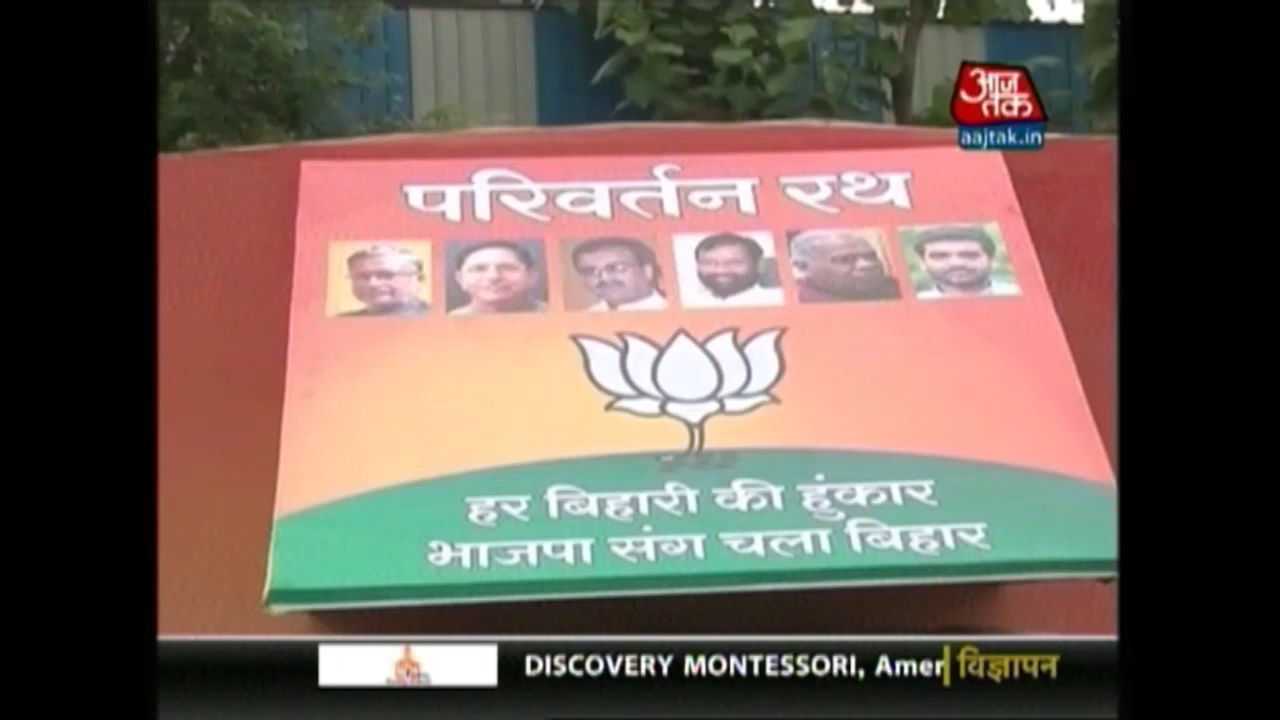 आज
तक
aajtak.in
परिवर्तन रथ
हर बिहारी की हुंकार
भाजपा संग चला बिहार
DISCOVERY MONTESSORI, Amer
विज्ञापन